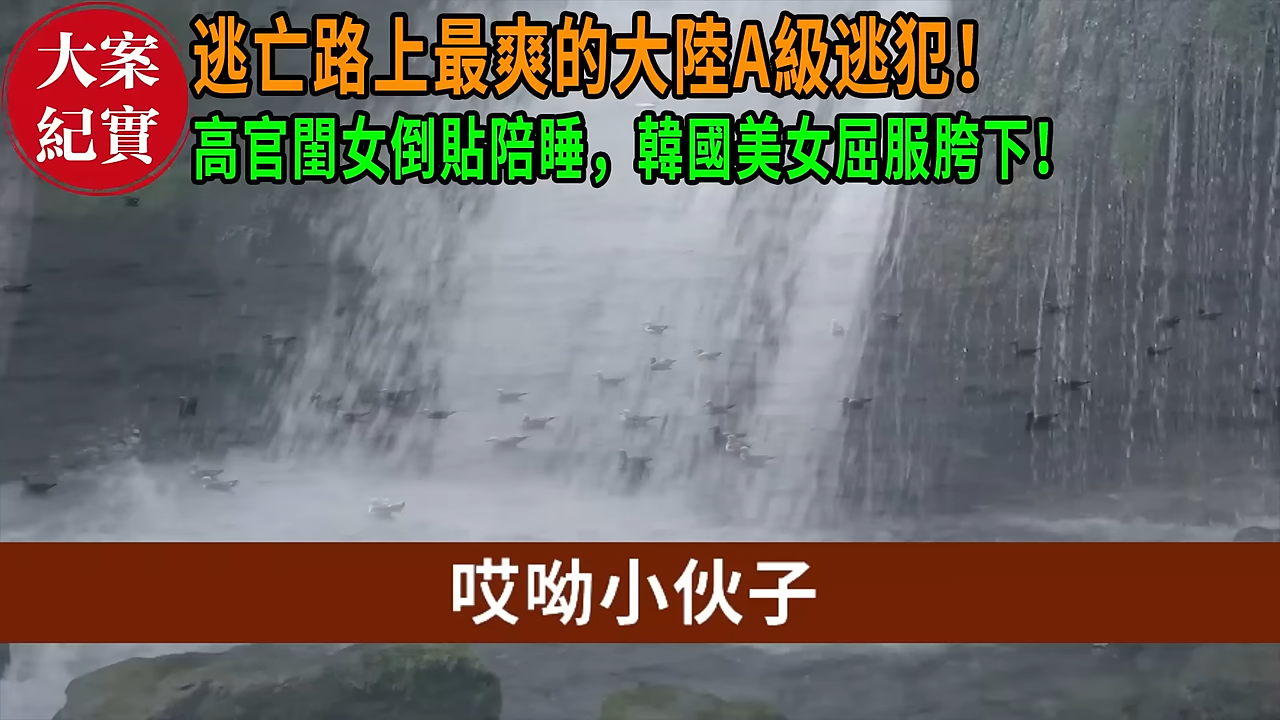 大案
紀實
逃亡路上最爽的大陸A級逃犯！
高官閨女倒貼陪睡，韓國美女屈服胯下！
哎呦小伙子